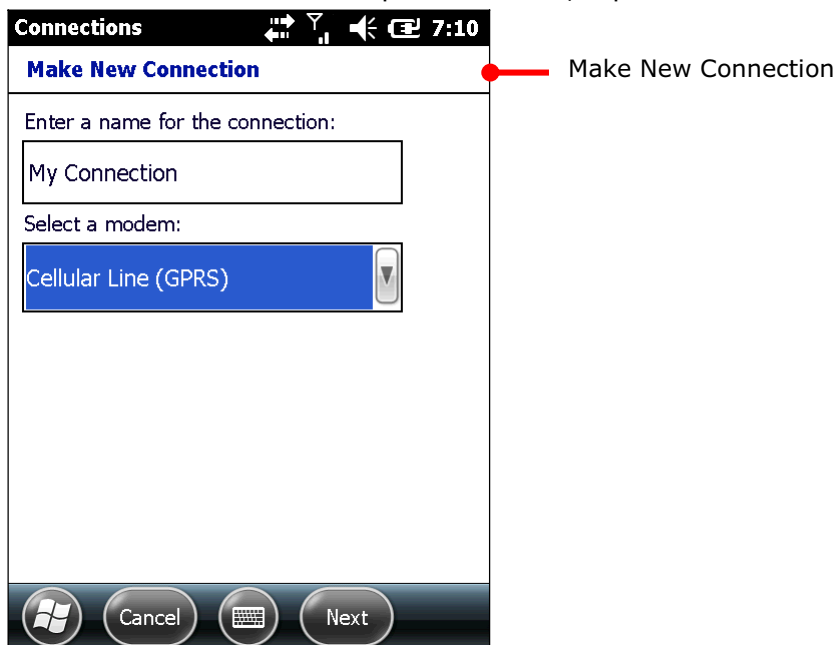 Connections 7:10
Make New Connection
Make New Connection
Enter a name for the connection:
My Connection
Select a modem:
Cellular Line (GPRS)
Cancel Next